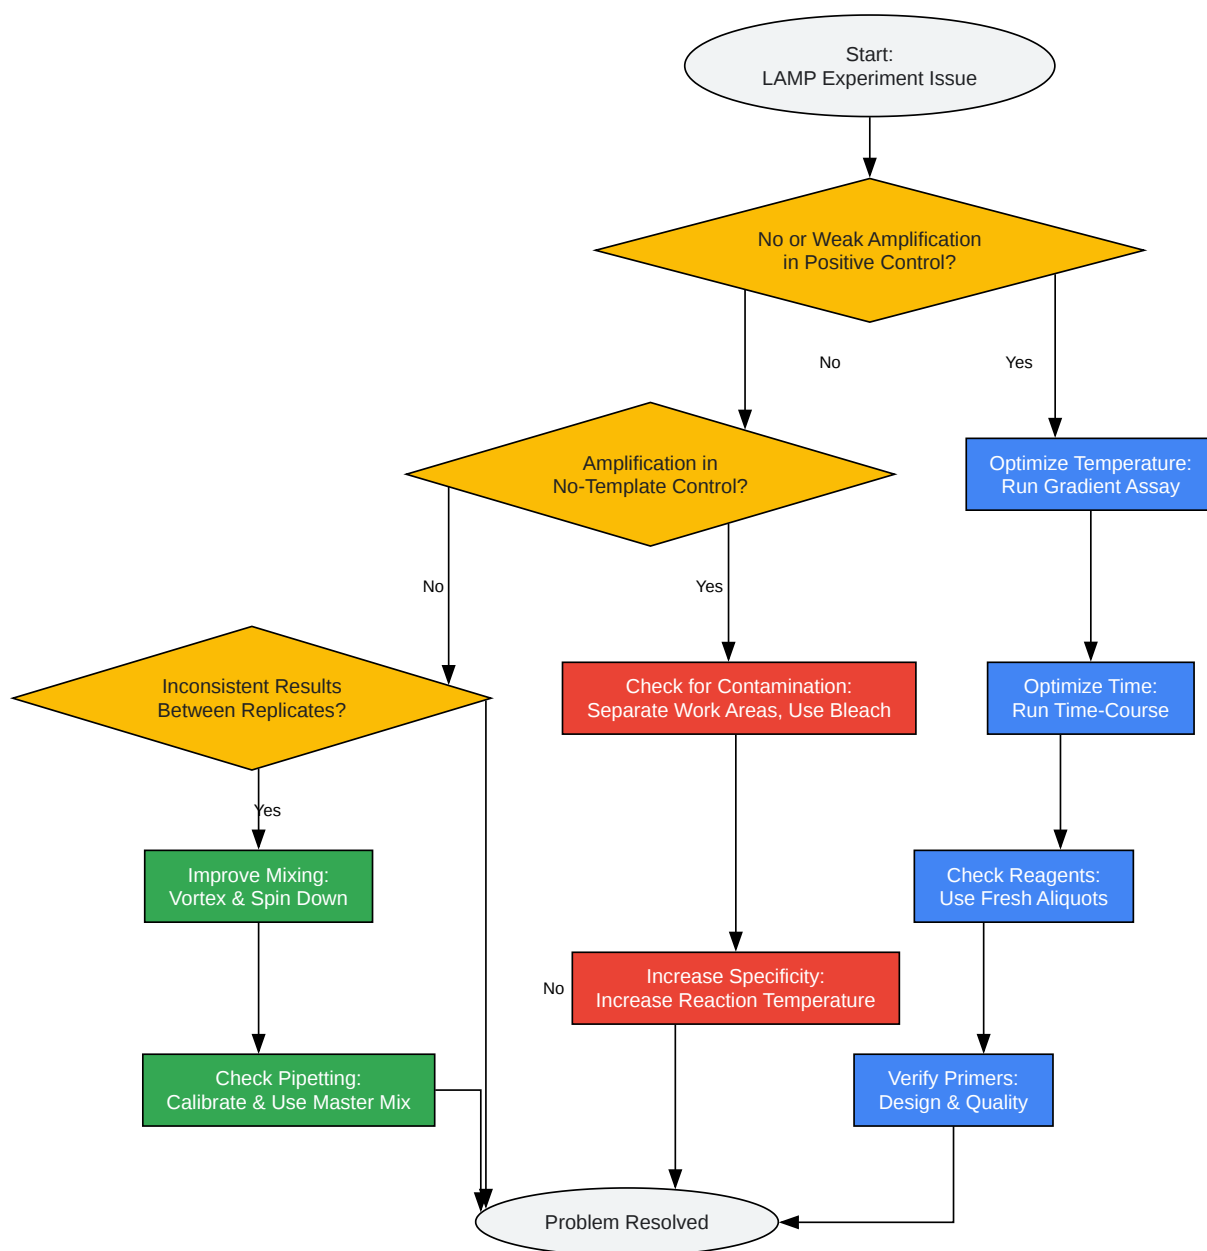 Start:
LAMP Experiment Issue
No or Weak Amplification
in Positive Control?
No
Yes
Amplification in
No-Template Control?
Optimize Temperature:
Run Gradient Assay
No
Yes
Inconsistent Results
Between Replicates?
Check for Contamination:
Separate Work Areas, Use Bleach
Optimize Time:
Run Time-Course
Yes
Improve Mixing:
Vortex & Spin Down
Check Reagents:
Use Fresh Aliquots
No
Increase Specificity:
Increase Reaction Temperature
Check Pipetting:
Calibrate & Use Master Mix
Verify Primers:
Design & Quality
Problem Resolved